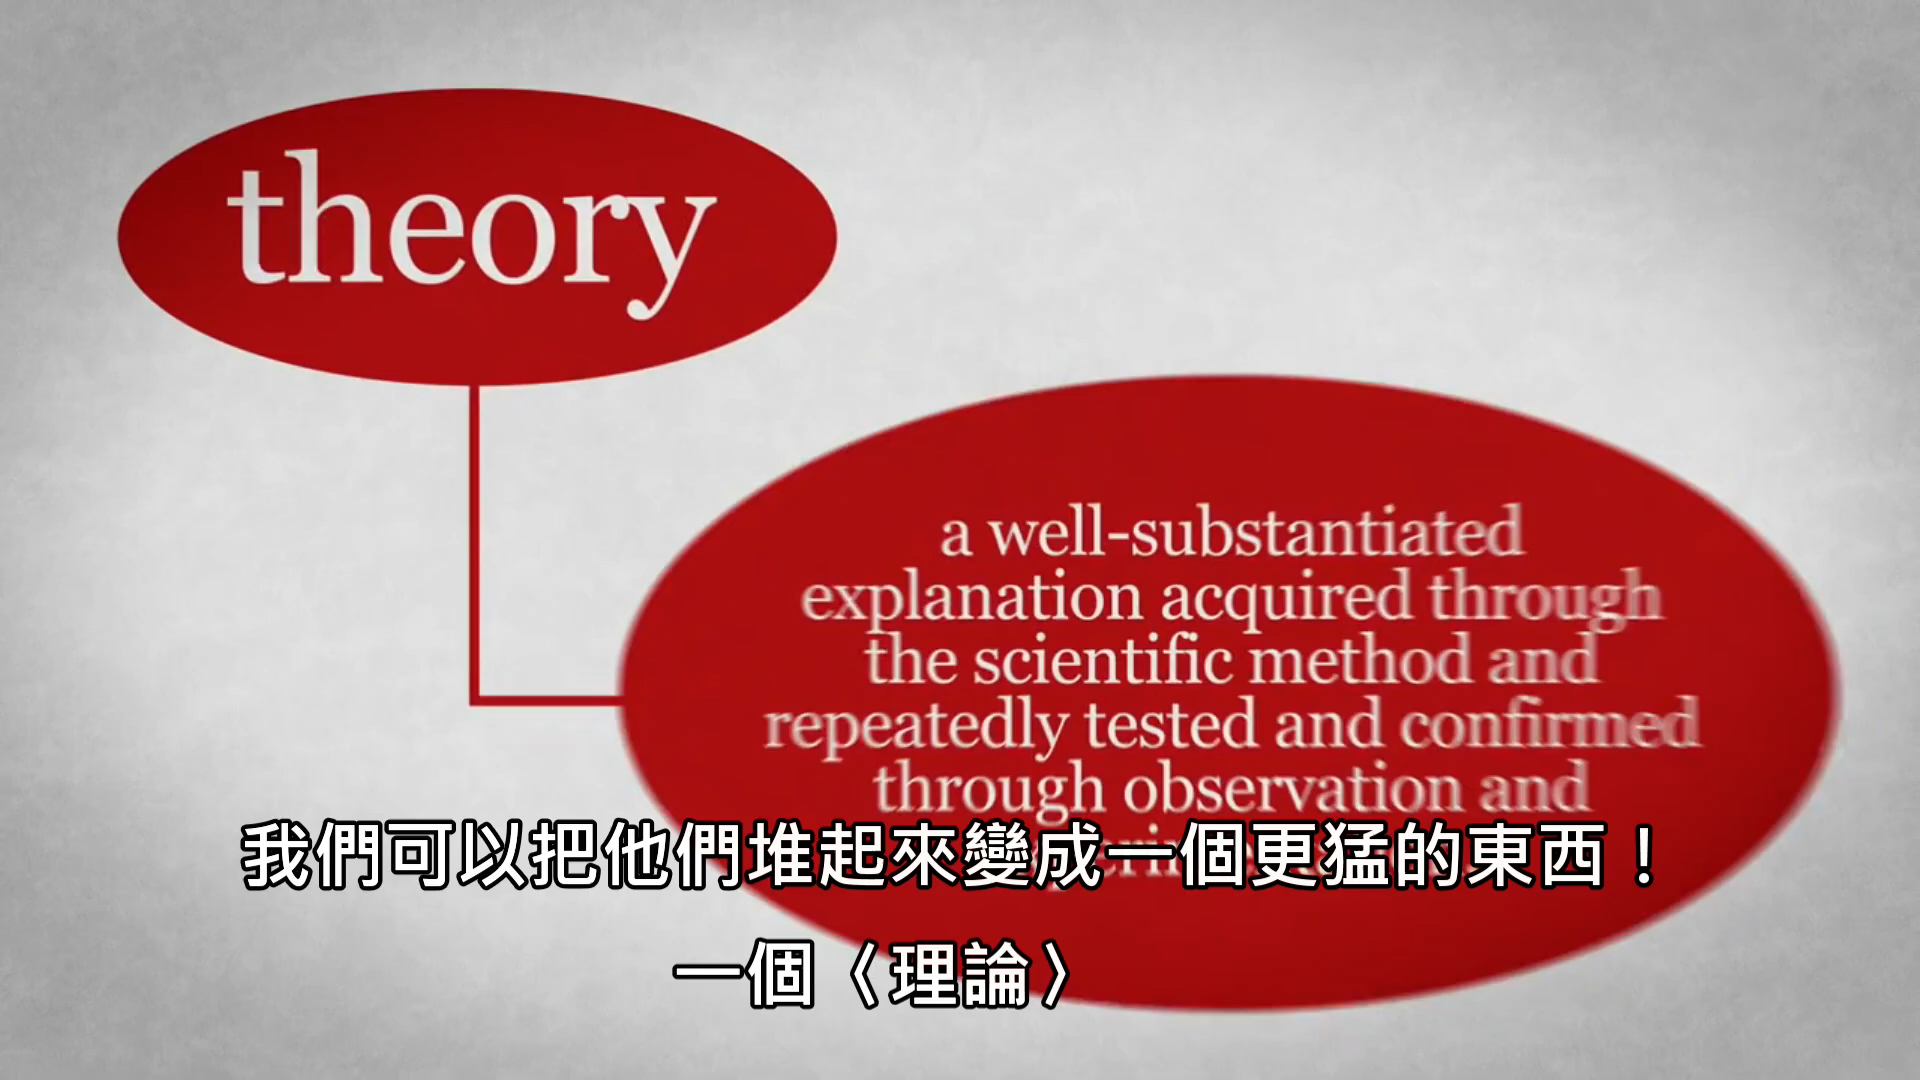 theory
a well-substantiated
explanation acquired through
the scientific method and
repeatedly tested and confirmed
through observation and
我們可以把他們堆起來變成一個更猛的東西！
一個〈理論〉